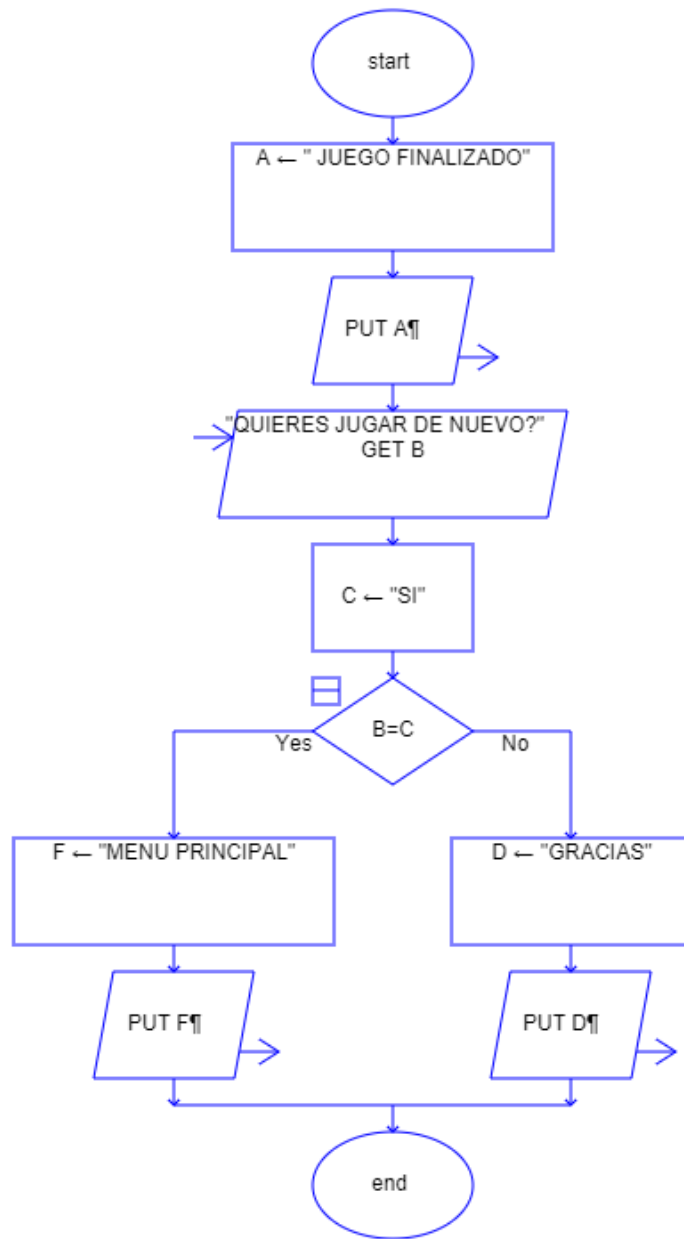 start
A ← " JUEGO FINALIZADO"
PUT A¶
"QUIERES JUGAR DE NUEVO?"
GET B
C ← "SI"
B=C
Yes
No
F ← "MENU PRINCIPAL"
D ← "GRACIAS"
PUT F¶
PUT D¶
end